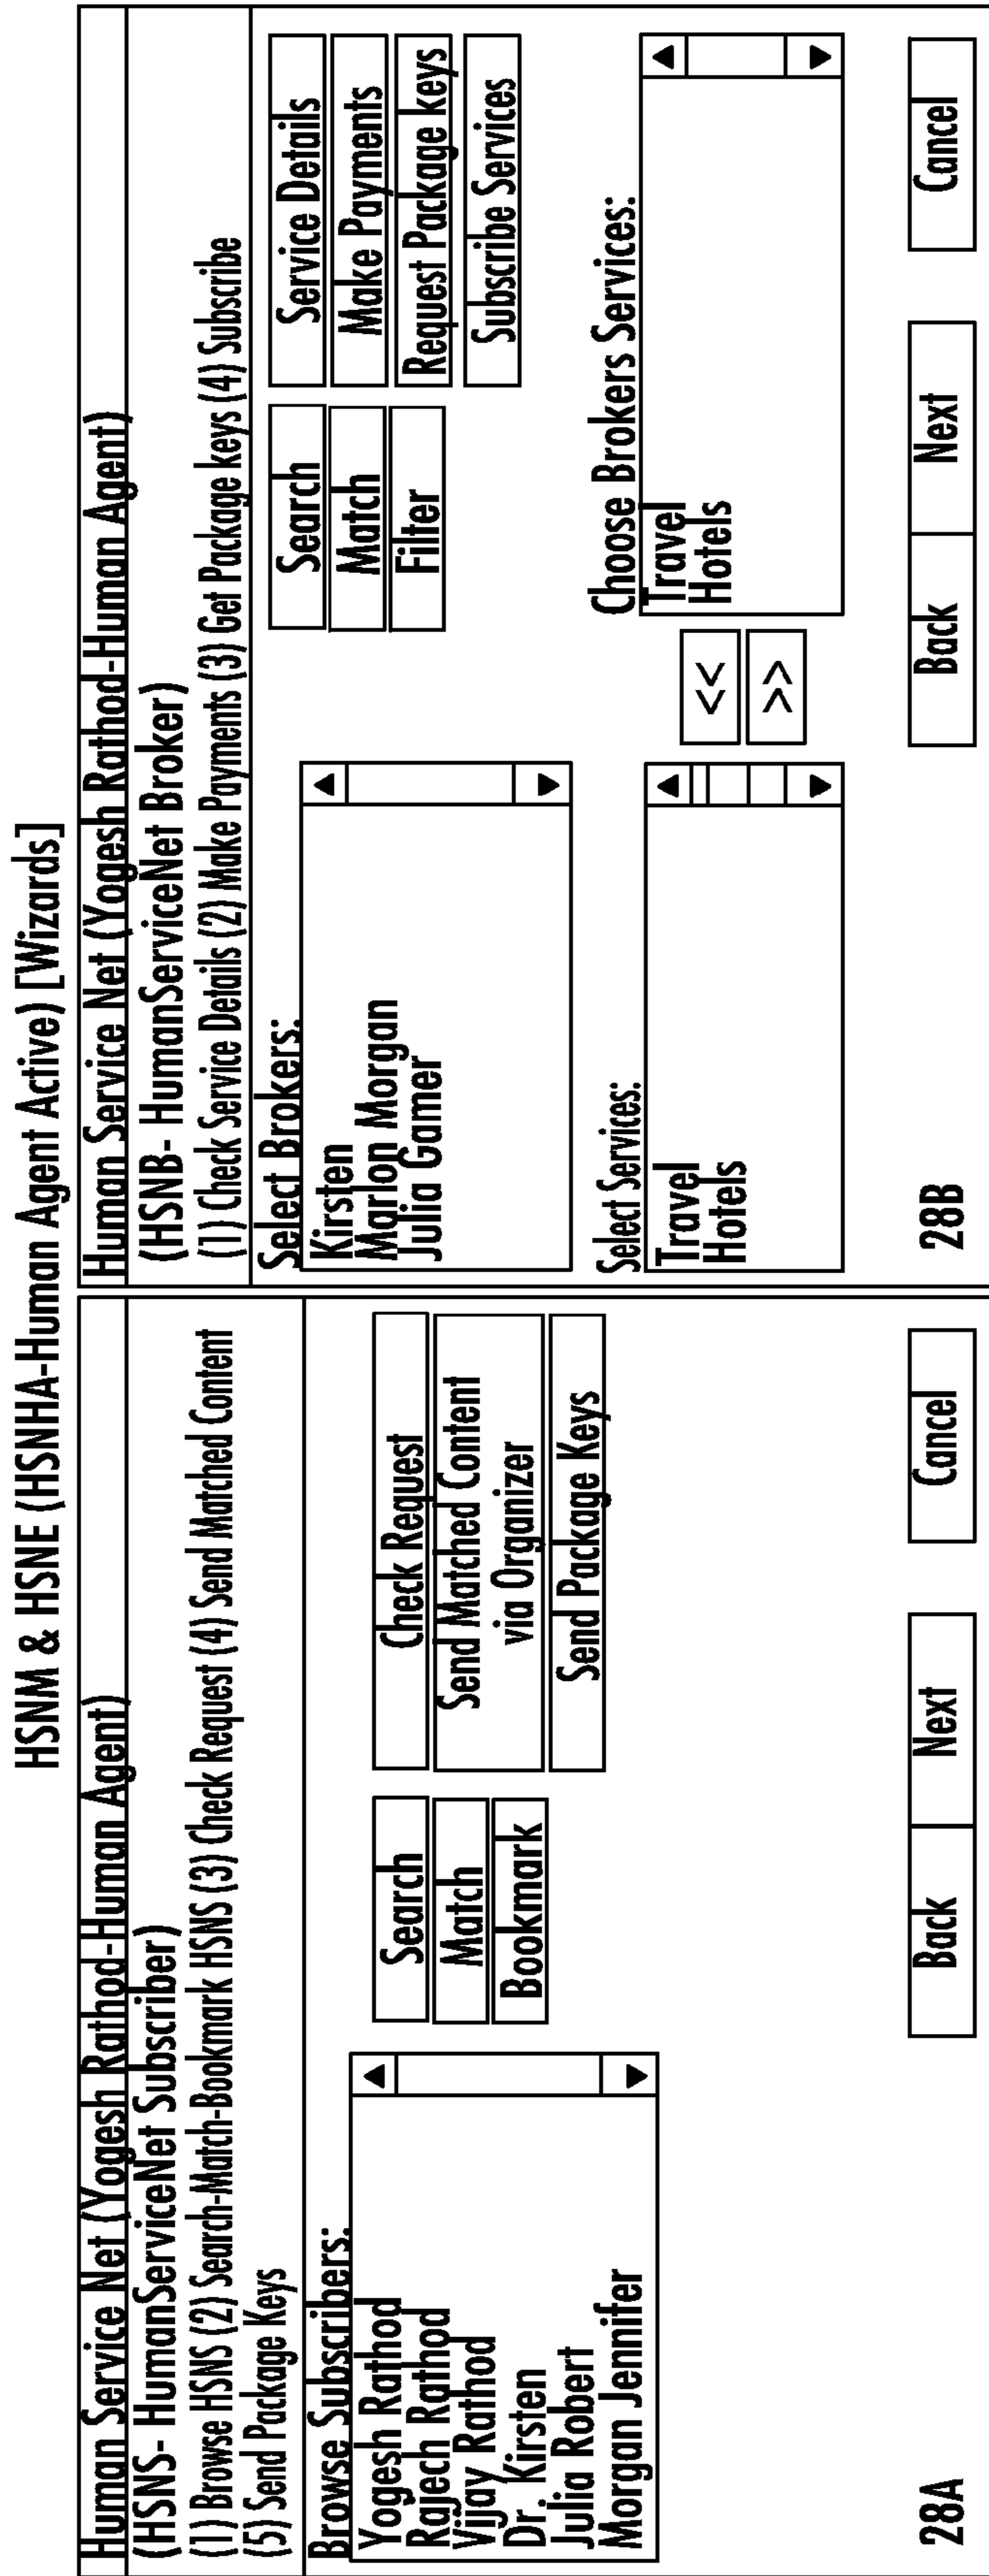 HSNM & HSNE (HSNHA-Human Agent Active) [Wizards]
Human Service Net (Yogesh Rathod-Human Agent)
(HSNS- HumanServiceNet Subscriber)
(1) Browse HSNS (2) Search-Match-Bookmark HSNS (3) Check Request (4) Send Matched Content
(5) Send Package Keys
Browse Subscribers:
Yogesh Rathod
Rajech Rathod
Vijay Rathod
Dr. Kirsten
Julia Robert
Morgan Jennifer
Search
Match
Bookmark
Check Request
Send Matched Content
via Organizer
Send Package Keys
28A
Back
Next
Cancel
Human Service Net (Yogesh Rathod-Human Agent)
(HSNB- HumanServiceNet Broker)
(1) Check Service Details (2) Make Payments (3) Get Package keys (4) Subscribe
Select Brokers:
Kirsten
Marlon Morgan
Julia Gamer
Search
Match
Filter
Service Details
Make Payments
Request Package keys
Subscribe Services
Select Services:
Travel
Hotels
<<
>>
Choose Brokers Services:
Travel
Hotels
28B
Back
Next
Cancel